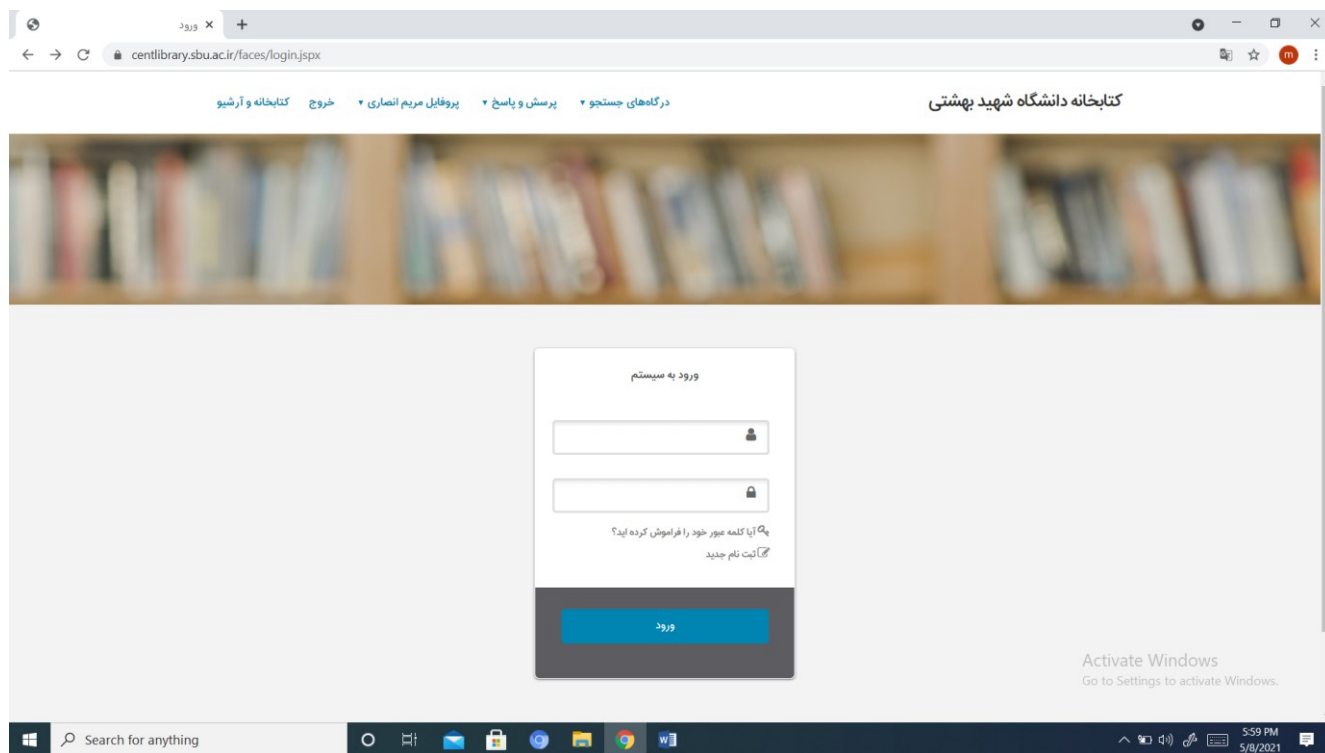 ورود
centlibrary.sbu.ac.ir/faces/login.jspx
m
کتابخانه دانشگاه شهید بهشتی
درگاه‌های جستجو ▾ پرسش و پاسخ ▾ پروفایل مریم انصاری ▾ خروج کتابخانه و آرشیو
ورود به سیستم
آیا کلمه عبور خود را فراموش کرده اید؟
ثبت نام جدید
ورود
Activate Windows
Go to Settings to activate Windows.
Search for anything
5:59 PM
5/8/2021